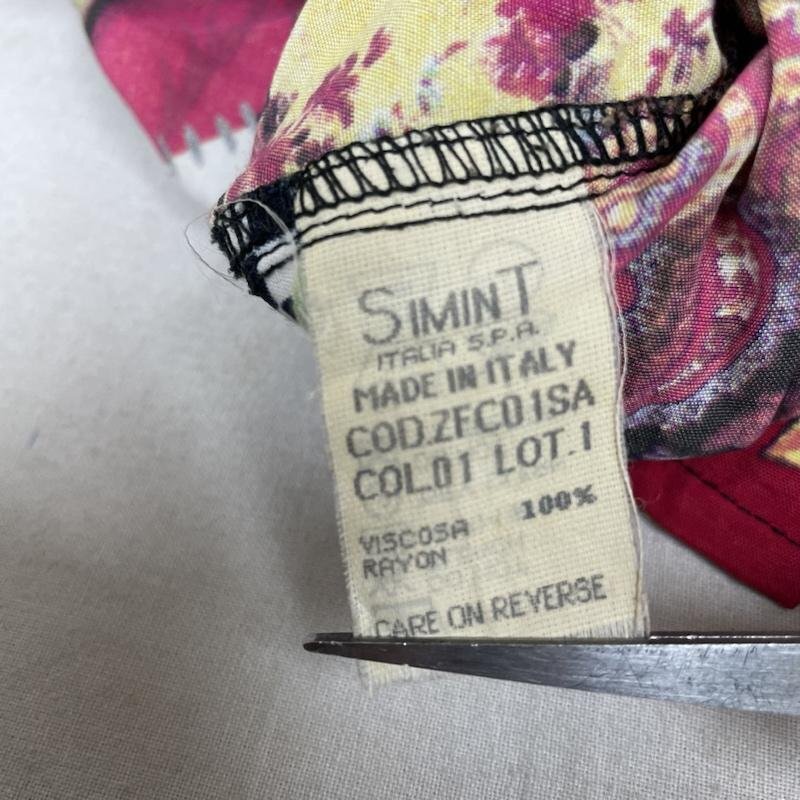 SIMINT
ITALIA S.P.A.
MADE IN ITALY
COD.ZFC01SA
COL.01 LOT.1
100%
VISCOSA
RAYON
CARE ON REVERSE